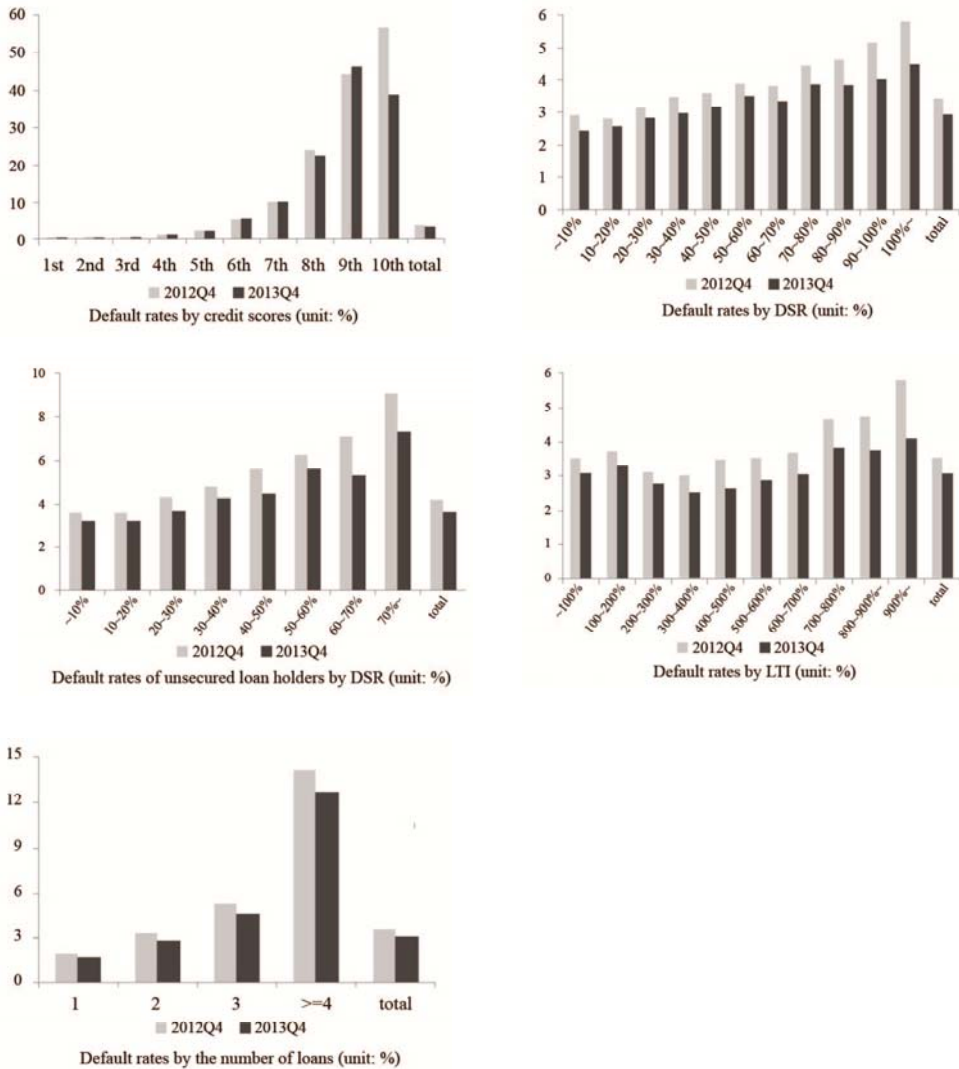 60
50
40
30
20
10
0
1st 2nd 3rd 4th 5th 6th 7th 8th 9th 10th total
2012Q4 2013Q4
Default rates by credit scores (unit: %)
6
5
4
3
2
1
0
~10% 10~20% 20~30% 30~40% 40~50% 50~60% 60~70% 70~80% 80~90% 90~100% 100%~ total
2012Q4 2013Q4
Default rates by DSR (unit: %)
10
8
6
4
2
0
~10% 10~20% 20~30% 30~40% 40~50% 50~60% 60~70% 70%~ total
2012Q4 2013Q4
Default rates of unsecured loan holders by DSR (unit: %)
6
5
4
3
2
1
0
~100% 100~200% 200~300% 300~400% 400~500% 500~600% 600~700% 700~800% 800~900%~ 900%~ total
2012Q4 2013Q4
Default rates by LTI (unit: %)
15
12
9
6
3
0
1 2 3 >=4 total
2012Q4 2013Q4
Default rates by the number of loans (unit: %)